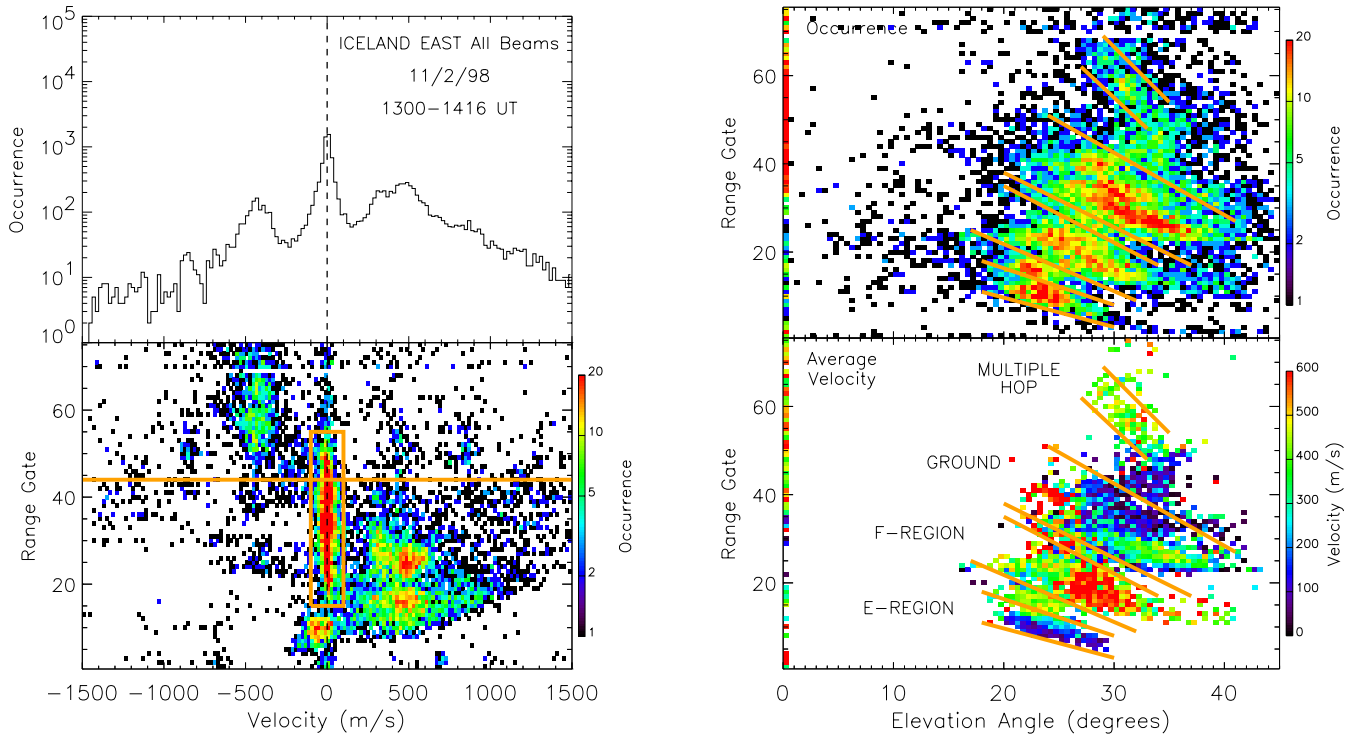 10^5
10^4
10^3
10^2
10^1
10^0
Occurrence
ICELAND EAST All Beams
11/2/98
1300-1416 UT
60
40
20
Range Gate
-1500 -1000 -500 0 500 1000 1500
Velocity (m/s)
20
10
5
2
1
Occurrence
Occurrence
60
40
20
Range Gate
20
10
5
2
1
Occurrence
Average
Velocity
MULTIPLE
HOP
GROUND
F-REGION
E-REGION
60
40
20
Range Gate
0 10 20 30 40
Elevation Angle (degrees)
600
500
400
300
200
100
0
Velocity (m/s)